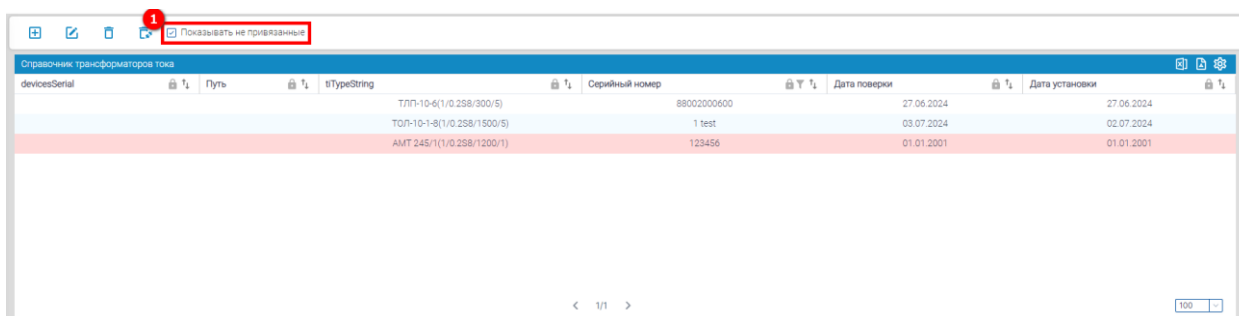 1
Показывать не привязанные
Справочник трансформаторов тока
devicesSerial Путь tiTypeString Серийный номер Дата поверки Дата установки
ТЛП-10-6(1/0.2S8/300/5) 88002000600 27.06.2024 27.06.2024
ТОЛ-10-1-8(1/0.2S8/1500/5) 1 test 03.07.2024 02.07.2024
AMT 245/1(1/0.2S8/1200/1) 123456 01.01.2001 01.01.2001
1/1 100